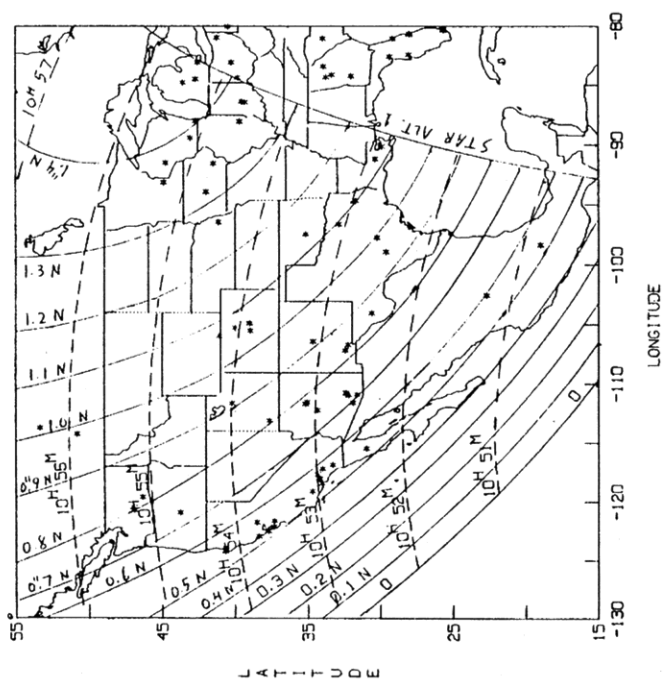 LATITUDE
55
45
35
25
15
LONGITUDE
-130
-120
-110
-100
-90
-80
10H 57
1."4 N
1.3 N
1.2 N
1.1 N
1.0 N
0."9 N
0.8 N
0."7 N
0.6 N
0.5 N
0.4 N
0.3 N
0.2 N
0.1 N
0
0
10H 56M
10H 55M
10H 54M
10H 53M
10H 52M
10H 51M
STAR ALT. 1